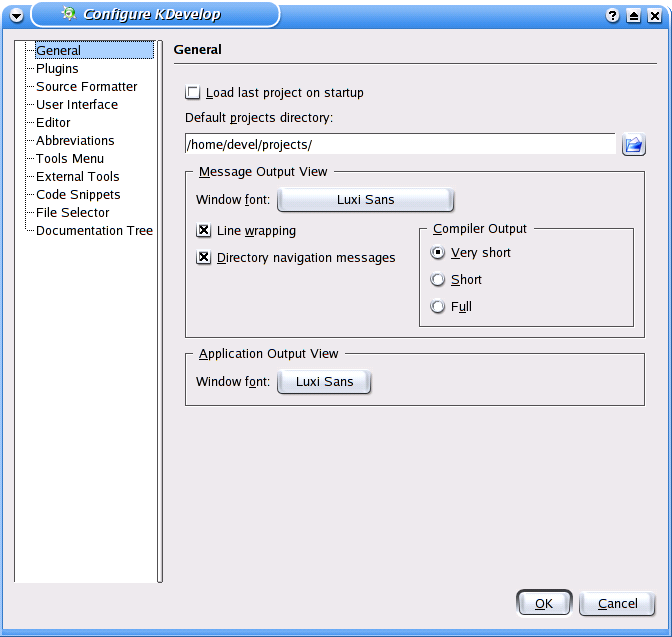 Configure KDevelop
General
Plugins
Source Formatter
User Interface
Editor
Abbreviations
Tools Menu
External Tools
Code Snippets
File Selector
Documentation Tree
General
Load last project on startup
Default projects directory:
/home/devel/projects/
Message Output View
Window font: Luxi Sans
Line wrapping
Directory navigation messages
Compiler Output
Very short
Short
Full
Application Output View
Window font: Luxi Sans
OK Cancel